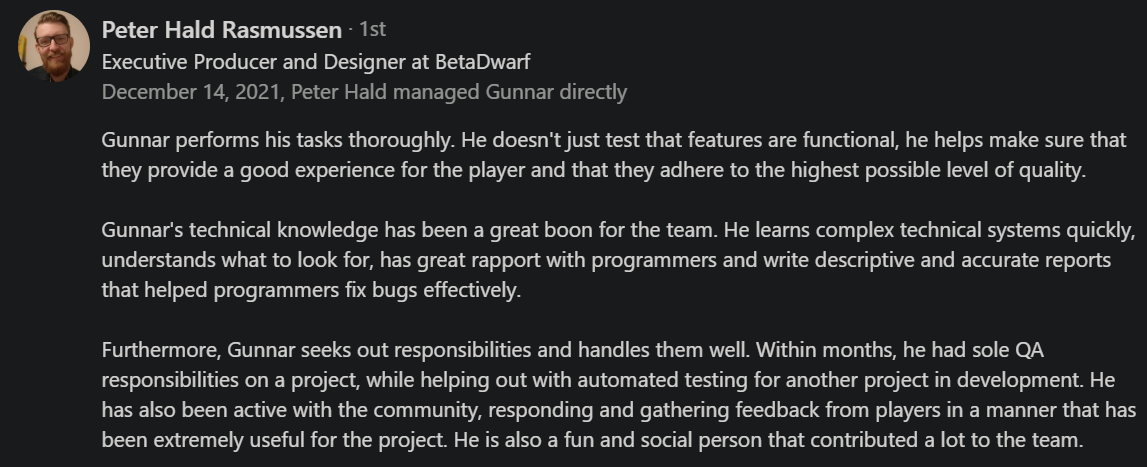 Peter Hald Rasmussen · 1st
Executive Producer and Designer at BetaDwarf
December 14, 2021, Peter Hald managed Gunnar directly
Gunnar performs his tasks thoroughly. He doesn't just test that features are functional, he helps make sure that
they provide a good experience for the player and that they adhere to the highest possible level of quality.
Gunnar's technical knowledge has been a great boon for the team. He learns complex technical systems quickly,
understands what to look for, has great rapport with programmers and write descriptive and accurate reports
that helped programmers fix bugs effectively.
Furthermore, Gunnar seeks out responsibilities and handles them well. Within months, he had sole QA
responsibilities on a project, while helping out with automated testing for another project in development. He
has also been active with the community, responding and gathering feedback from players in a manner that has
been extremely useful for the project. He is also a fun and social person that contributed a lot to the team.